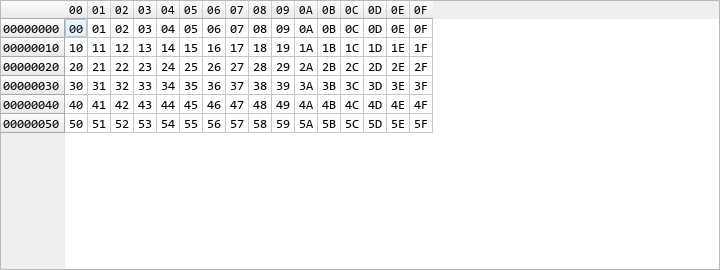 00 01 02 03 04 05 06 07 08 09 0A 0B 0C 0D 0E 0F
00000000 00 01 02 03 04 05 06 07 08 09 0A 0B 0C 0D 0E 0F
00000010 10 11 12 13 14 15 16 17 18 19 1A 1B 1C 1D 1E 1F
00000020 20 21 22 23 24 25 26 27 28 29 2A 2B 2C 2D 2E 2F
00000030 30 31 32 33 34 35 36 37 38 39 3A 3B 3C 3D 3E 3F
00000040 40 41 42 43 44 45 46 47 48 49 4A 4B 4C 4D 4E 4F
00000050 50 51 52 53 54 55 56 57 58 59 5A 5B 5C 5D 5E 5F